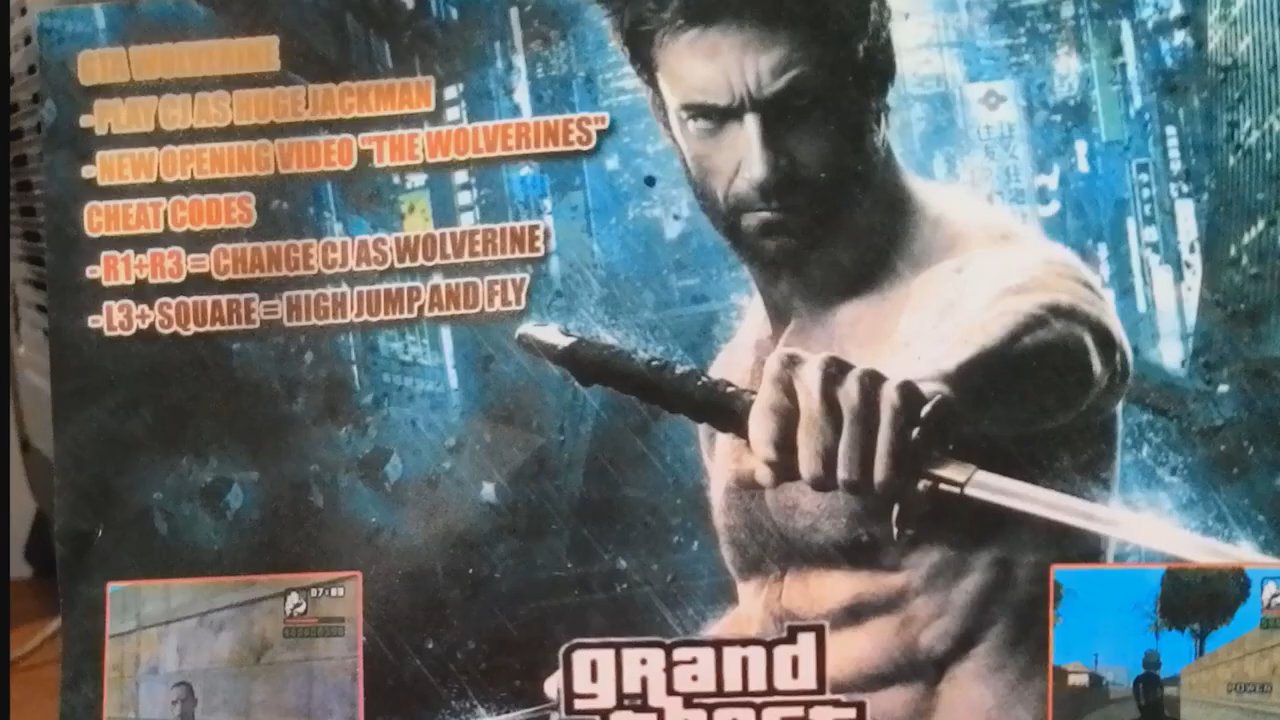 GTA WOLVERINE
- PLAY CJ AS HUGE JACKMAN
- NEW OPENING VIDEO "THE WOLVERINES"
CHEAT CODES
- R1+R3 = CHANGE CJ AS WOLVERINE
- L3+ SQUARE = HIGH JUMP AND FLY
grand
POWER